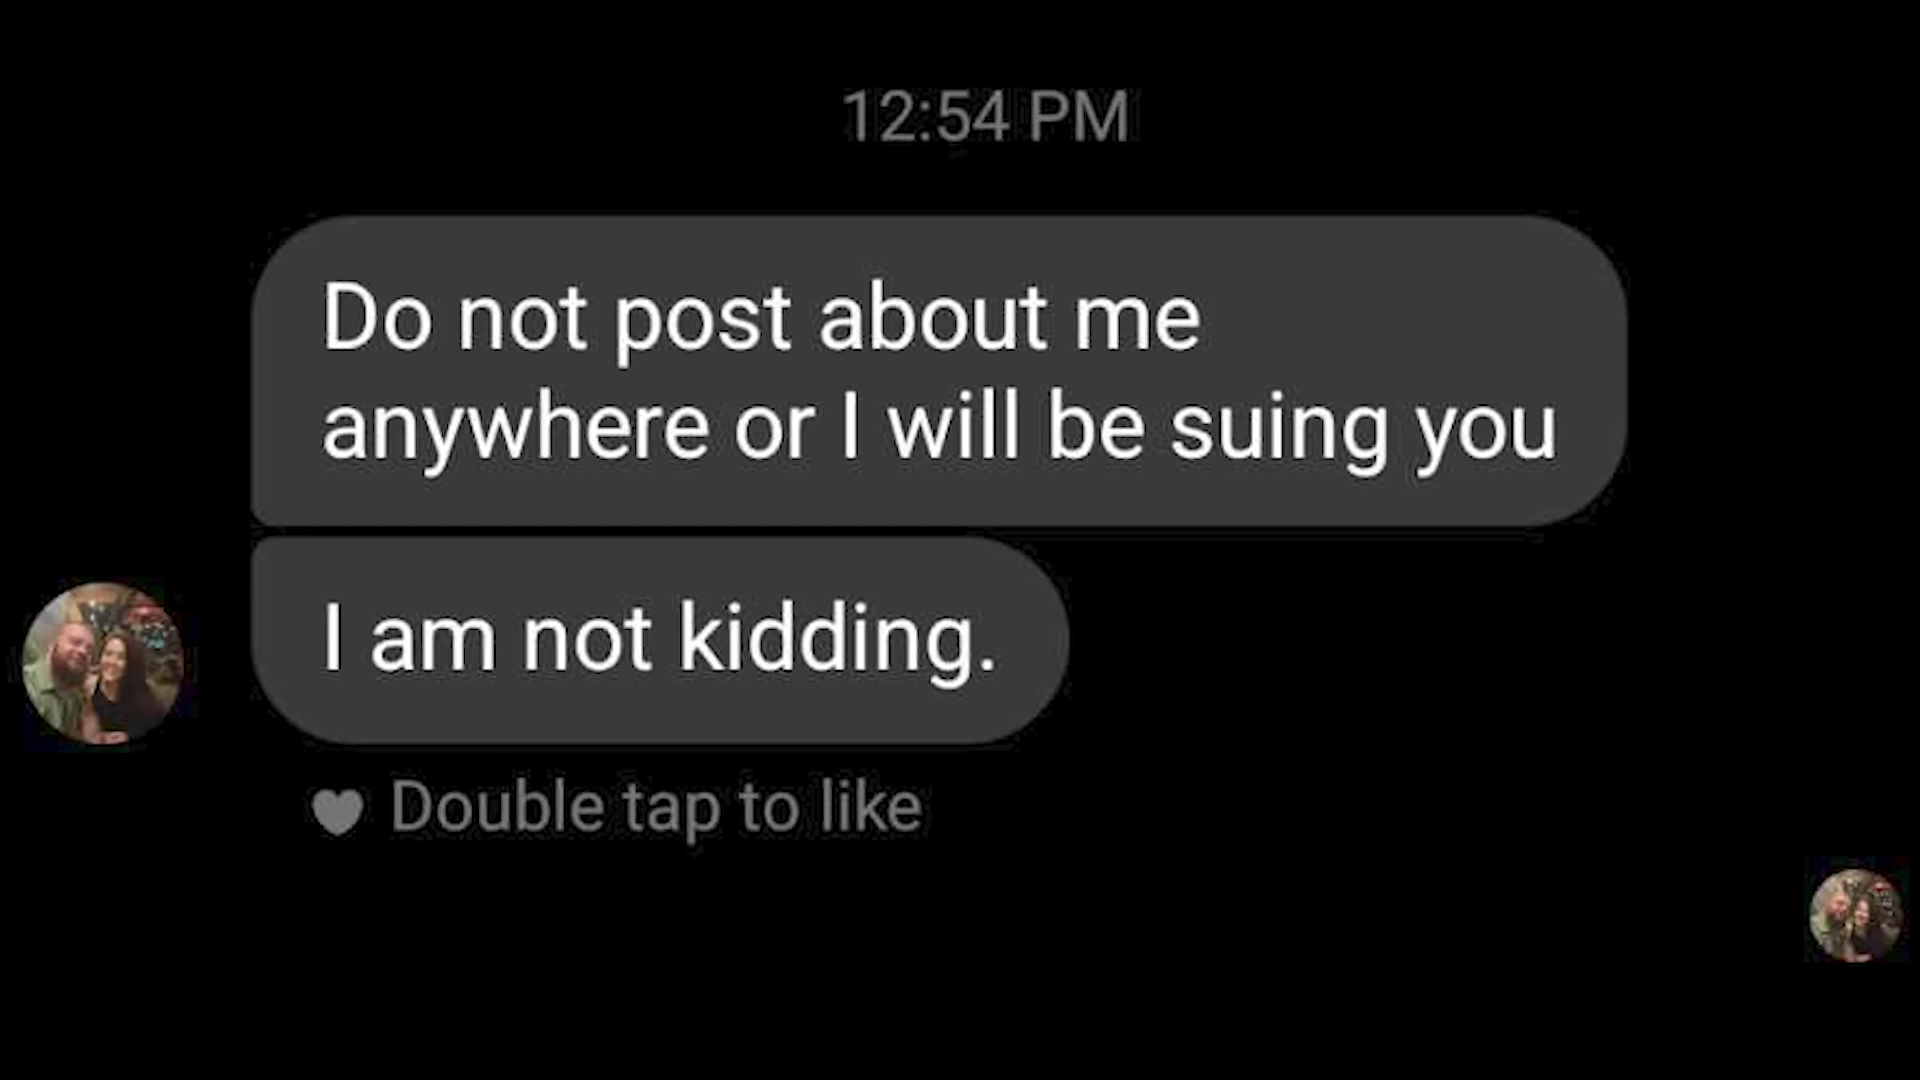 12:54 PM
Do not post about me
anywhere or I will be suing you
I am not kidding.
Double tap to like